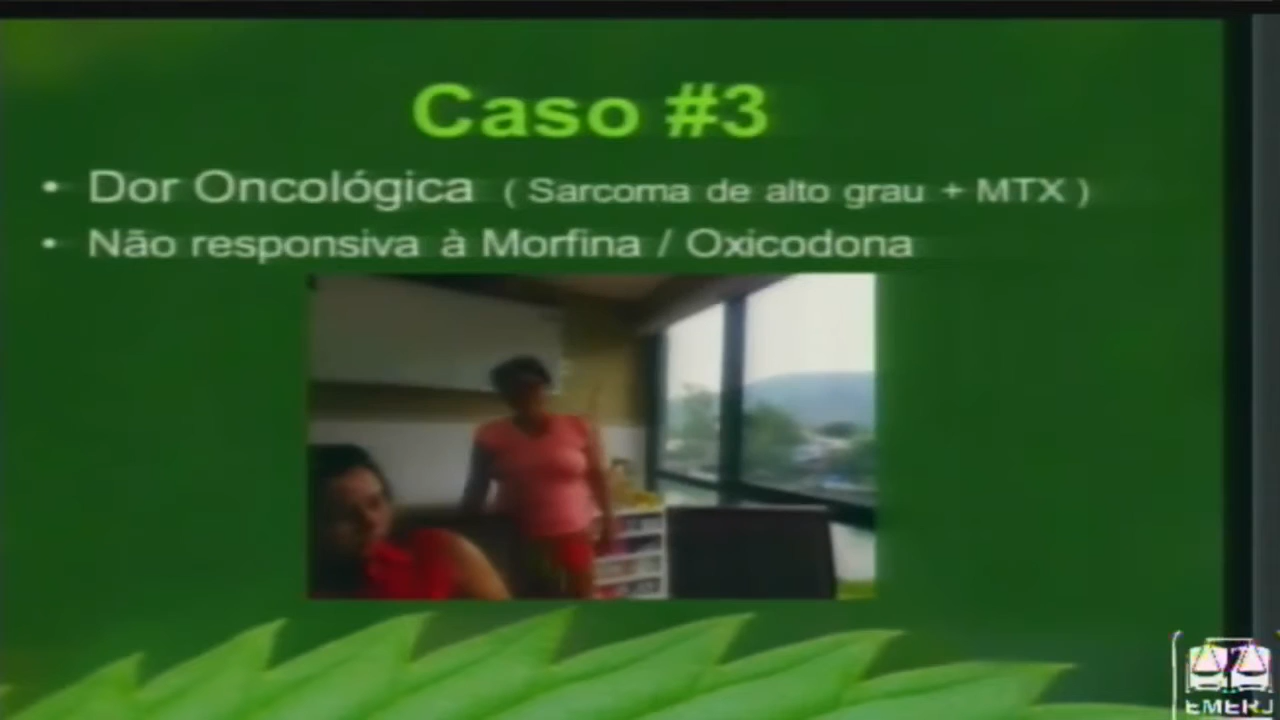 Caso #3
• Dor Oncológica ( Sarcoma de alto grau + MTX )
• Não responsiva à Morfina / Oxicodona
EMERJ